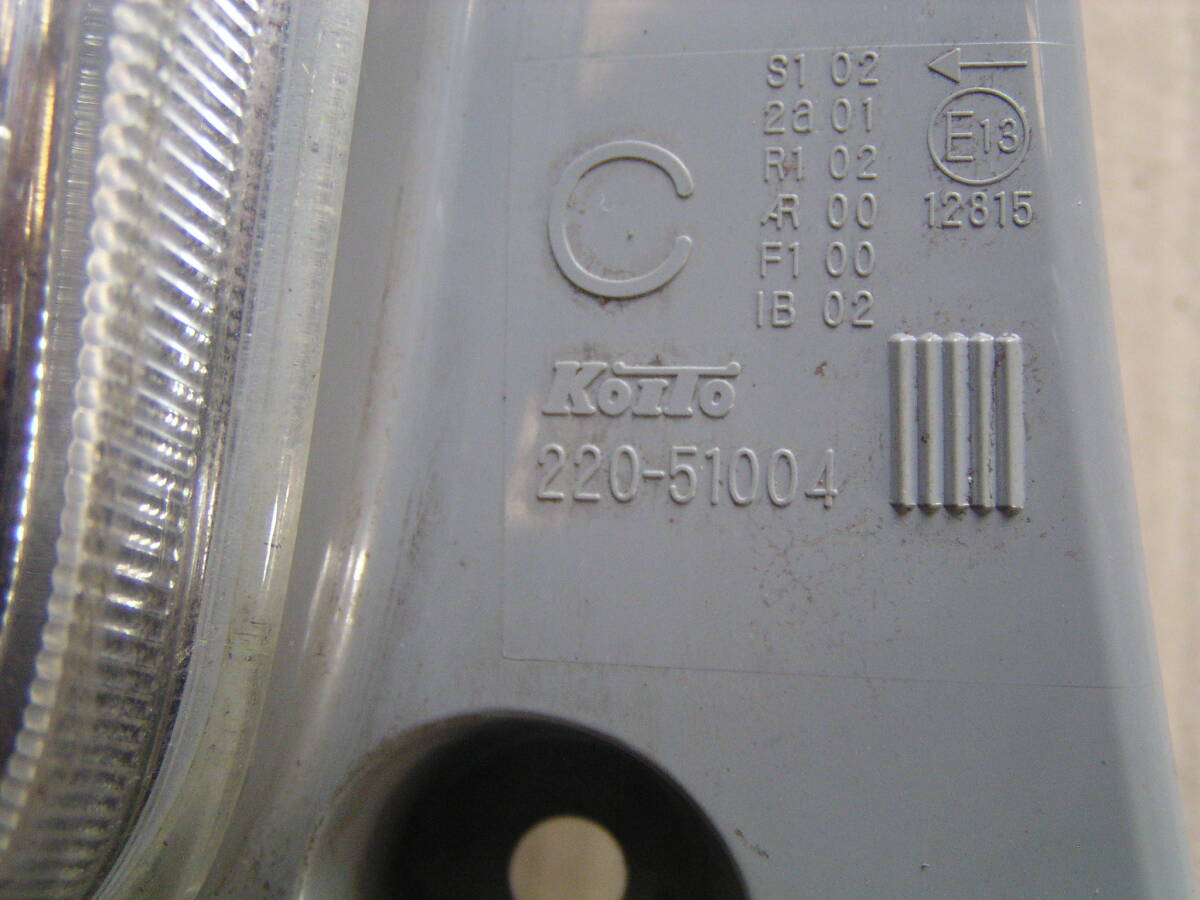 S1 02
2a 01
R1 02
AR 00
F1 00
IB 02
E13
12815
C
KOITO
220-51004